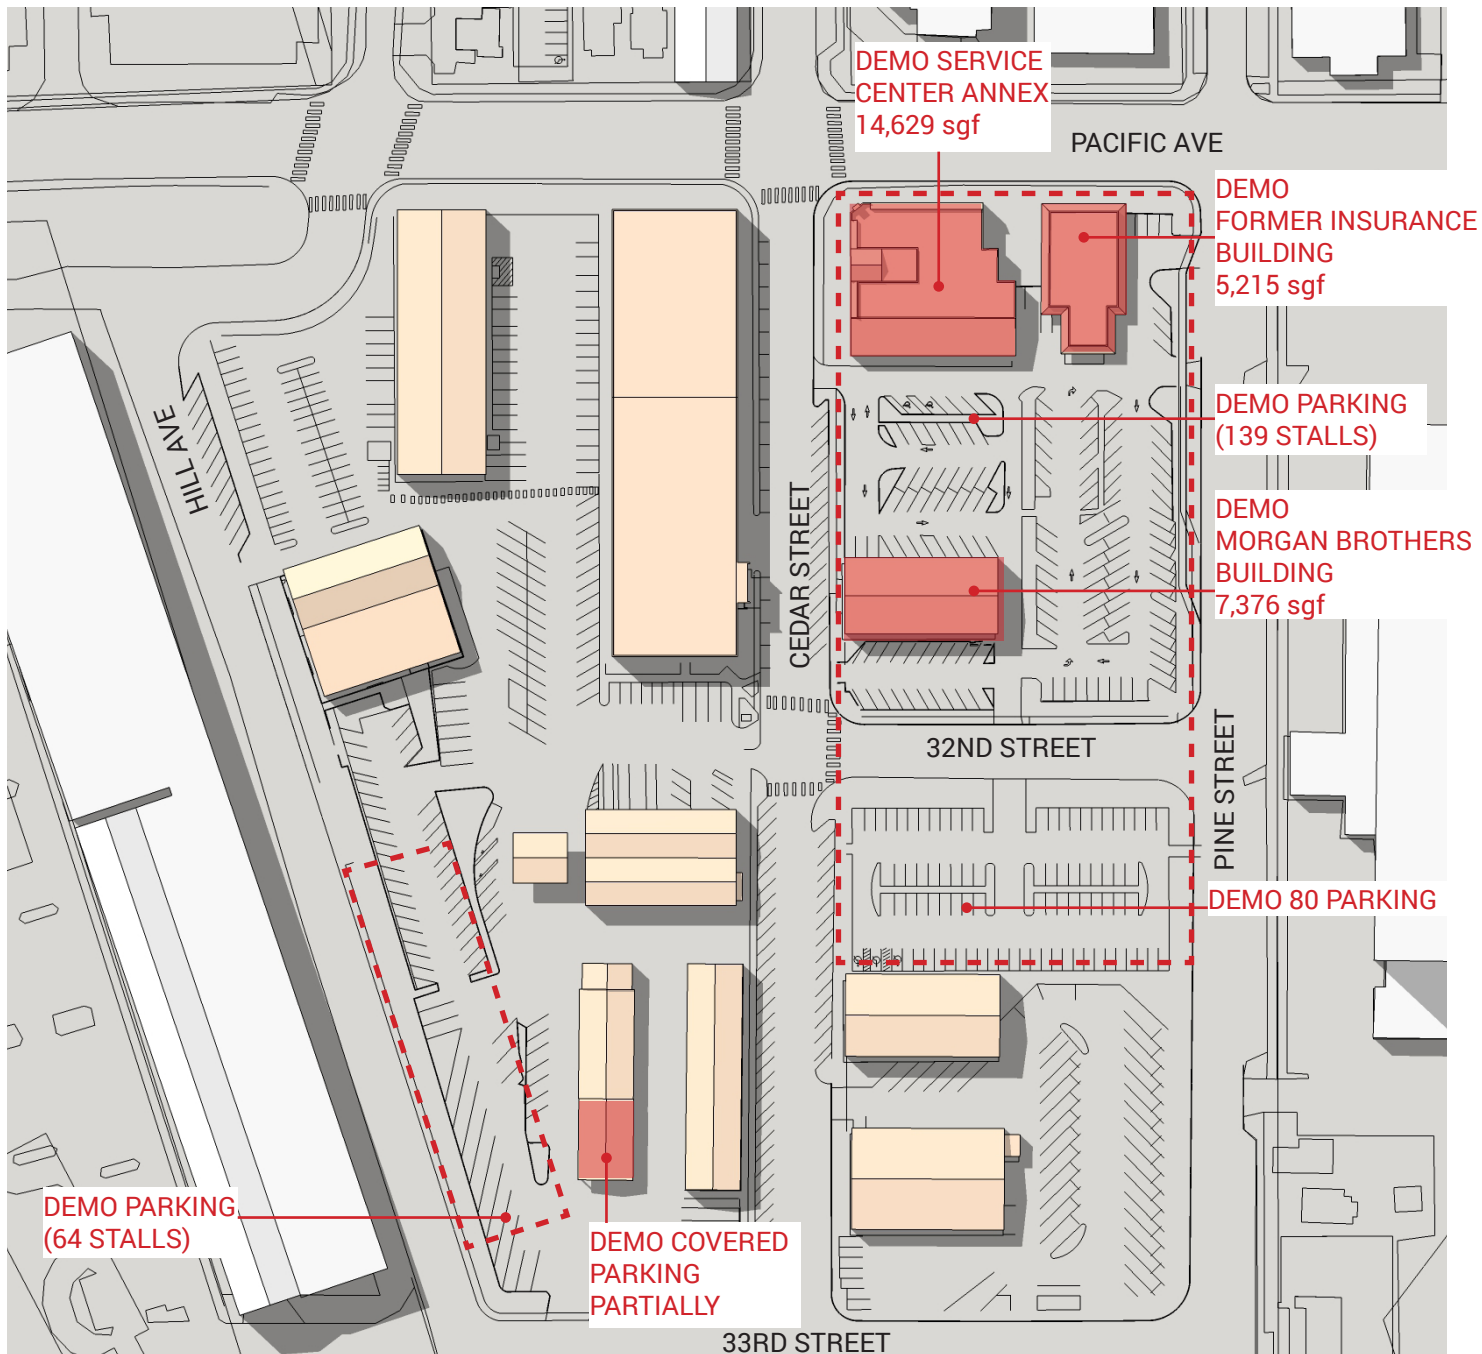 DEMO SERVICE
CENTER ANNEX
14,629 sgf
PACIFIC AVE
DEMO
FORMER INSURANCE
BUILDING
5,215 sgf
DEMO PARKING
(139 STALLS)
HILL AVE
CEDAR STREET
DEMO
MORGAN BROTHERS
BUILDING
7,376 sgf
32ND STREET
PINE STREET
DEMO 80 PARKING
DEMO PARKING
(64 STALLS)
DEMO COVERED
PARKING
PARTIALLY
33RD STREET